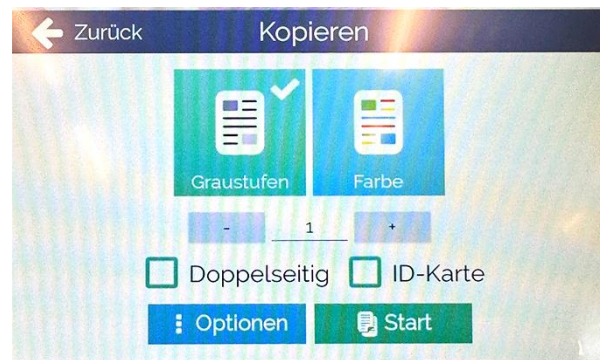 Zurück Kopieren
Graustufen Farbe
- 1 +
Doppelseitig ID-Karte
Optionen Start